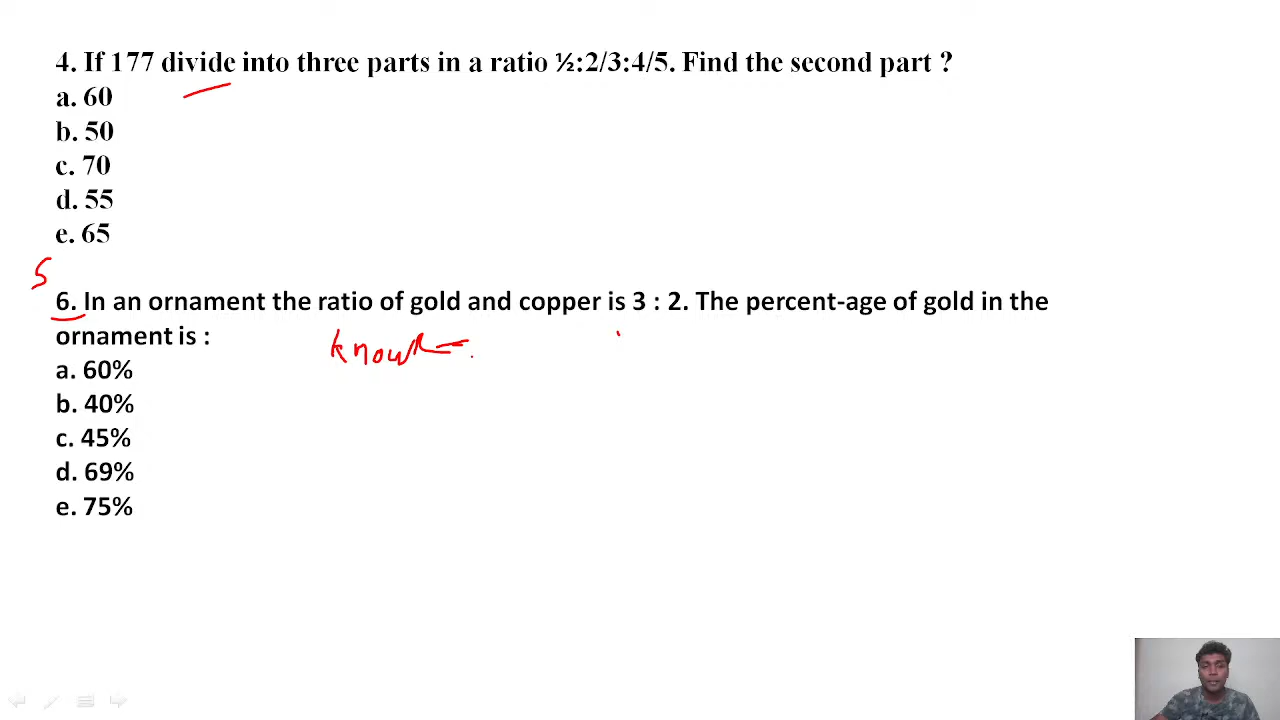 4. If 177 divide into three parts in a ratio ½:2/3:4/5. Find the second part ?
a. 60
b. 50
c. 70
d. 55
e. 65
5
6. In an ornament the ratio of gold and copper is 3 : 2. The percent-age of gold in the
ornament is :
a. 60%
b. 40%
c. 45%
d. 69%
e. 75%